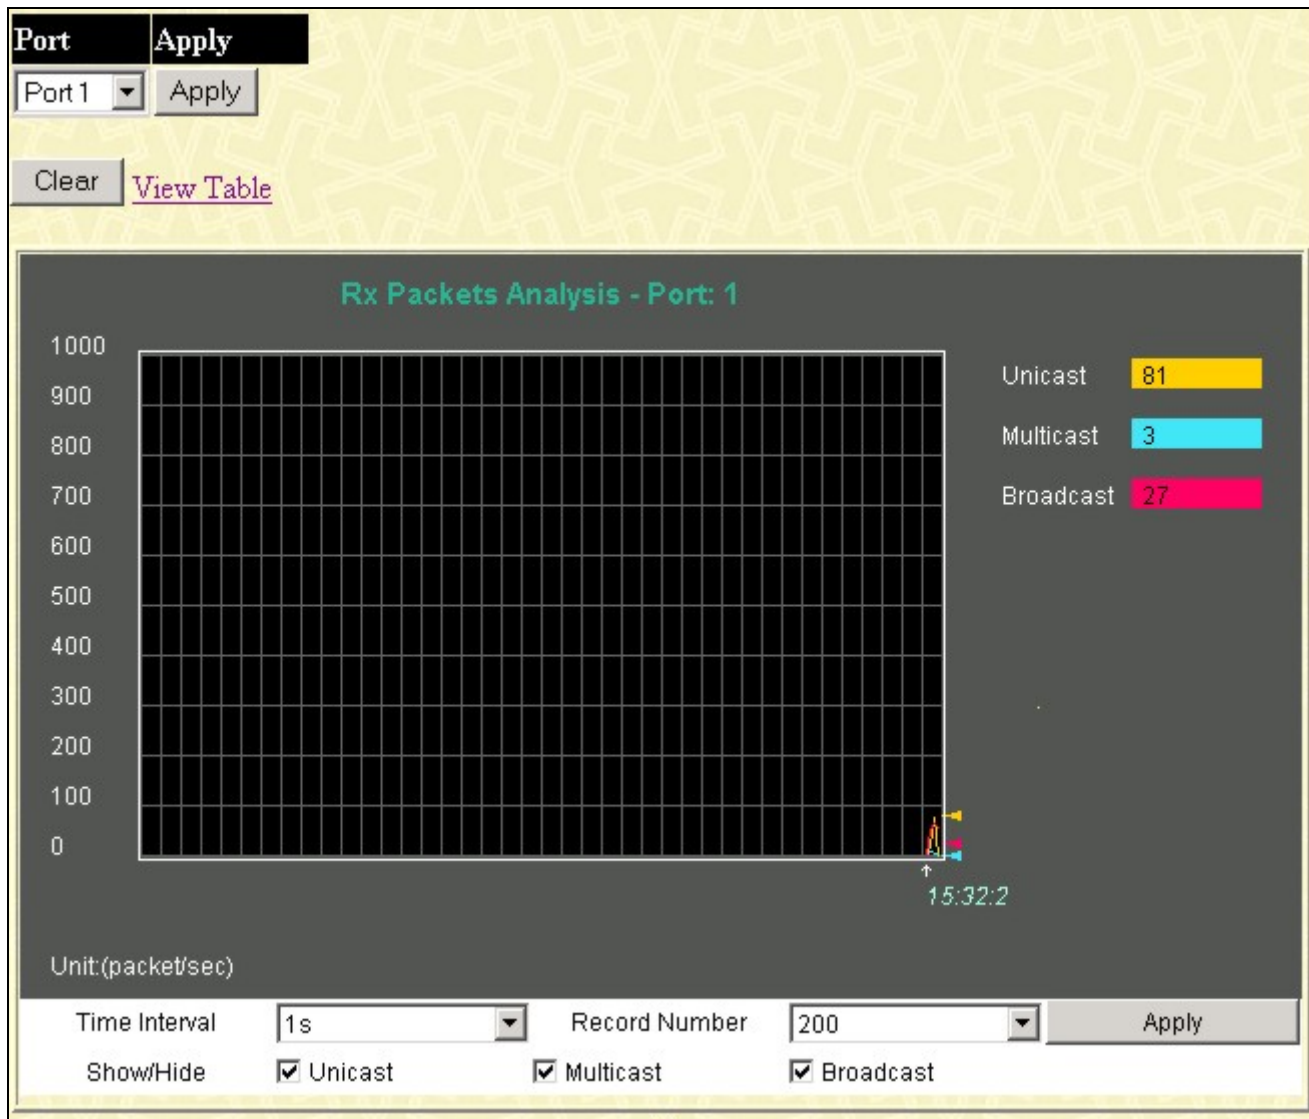 Port Apply
Port 1 Apply
Clear View Table
Rx Packets Analysis - Port: 1
1000
900
800
700
600
500
400
300
200
100
0
Unicast 81
Multicast 3
Broadcast 27
15:32:2
Unit:(packet/sec)
Time Interval 1s Record Number 200 Apply
Show/Hide Unicast Multicast Broadcast